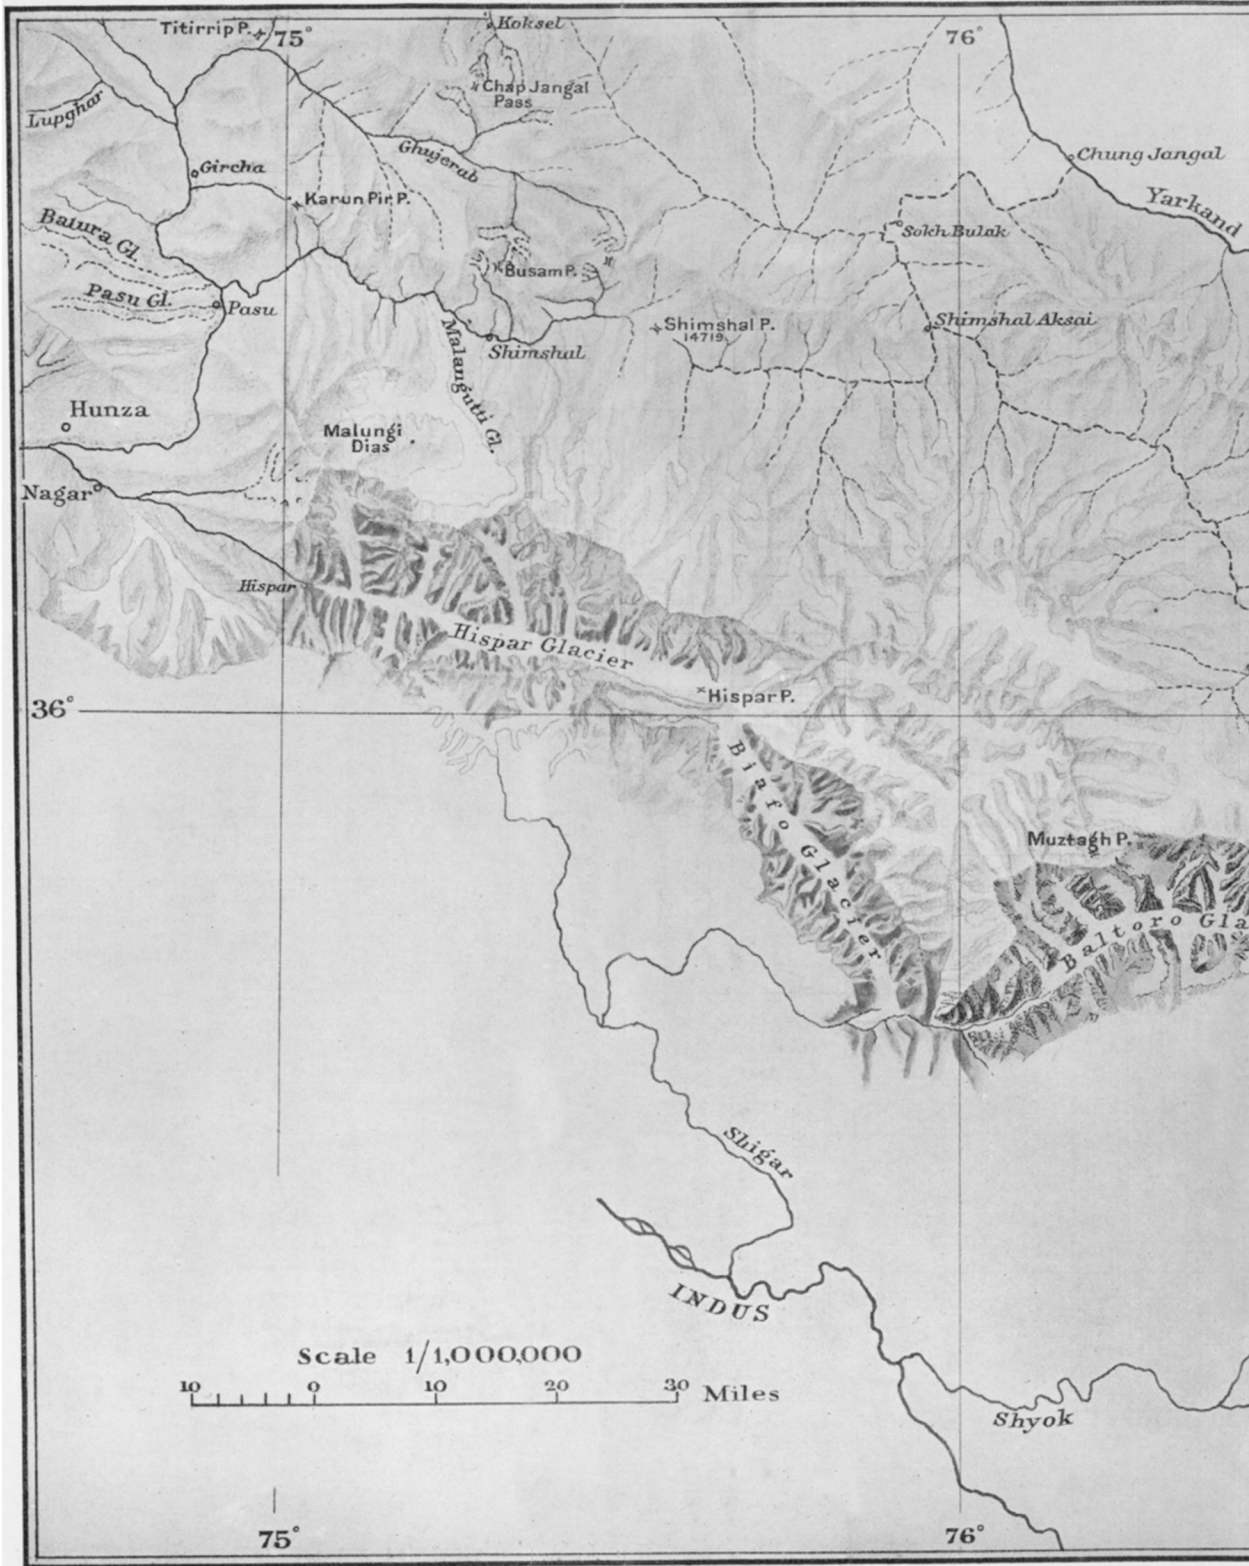 Titirrip P.
75°
Koksel
76°
Chap Jangal
Pass
Lupghar
Ghujerab
Chung Jangal
Gircha
Karun Pir P.
Yarkand
Batura Gl.
Sokh Bulak
Busam P.
Pasu Gl.
Pasu
Shimshal P.
14719
Shimshal Aksai
Shimshal
Malangutti Gl.
Hunza
Malungi
Dias
Nagar
Hispar
Hispar Glacier
Hispar P.
36°
Biafo Glacier
Muztagh P.
Baltoro Gla
Shigar
INDUS
Scale 1/1,000,000
10 0 10 20 30 Miles
Shyok
75°
76°